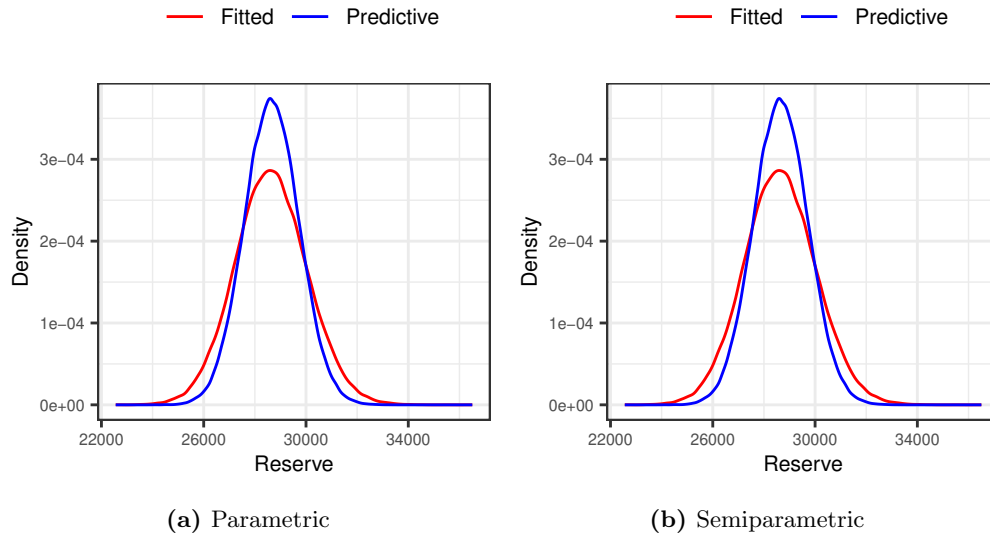 Fitted Predictive
Density
3e−04
2e−04
1e−04
0e+00
22000 26000 30000 34000
Reserve
(a) Parametric
Fitted Predictive
Density
3e−04
2e−04
1e−04
0e+00
22000 26000 30000 34000
Reserve
(b) Semiparametric